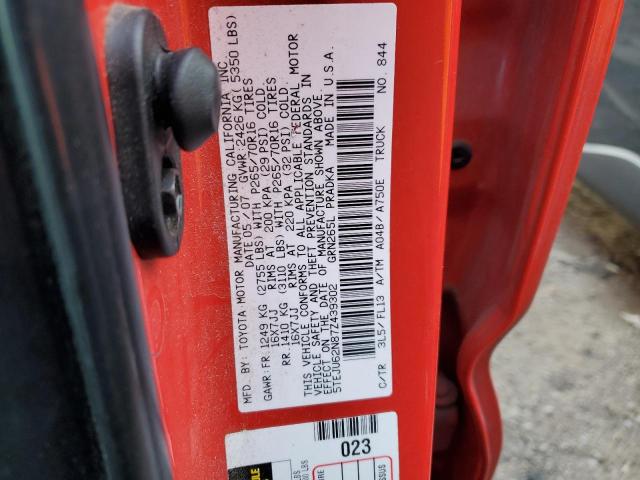 MFD. BY: TOYOTA MOTOR MANUFACTURING CALIFORNIA, INC.
DATE 05/07 GVWR: 2426 KG ( 5350 LBS)
GAWR: FR. 1249 KG (2755 LBS) WITH P265/70R16 TIRES
16X7JJ RIMS AT 200 KPA (29 PSI) COLD.
RR. 1410 KG (3110 LBS) WITH P265/70R16 TIRES
16X7JJ RIMS AT 220 KPA (32 PSI) COLD.
THIS VEHICLE CONFORMS TO ALL APPLICABLE FEDERAL MOTOR
VEHICLE SAFETY AND THEFT PREVENTION STANDARDS IN
EFFECT ON THE DATE OF MANUFACTURE SHOWN ABOVE.
5TEJU62N87Z439302 GRN265L PRADKA MADE IN U.S.A.
C/TR 3L5/FL13 A/TM A04B/A750E TRUCK NO. 844
023